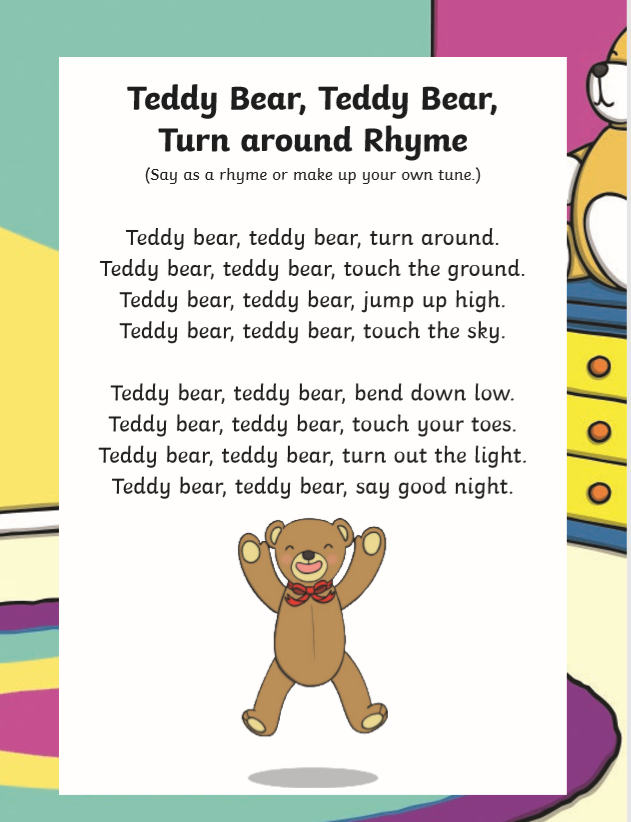 Teddy Bear, Teddy Bear,
Turn around Rhyme
(Say as a rhyme or make up your own tune.)
Teddy bear, teddy bear, turn around.
Teddy bear, teddy bear, touch the ground.
Teddy bear, teddy bear, jump up high.
Teddy bear, teddy bear, touch the sky.
Teddy bear, teddy bear, bend down low.
Teddy bear, teddy bear, touch your toes.
Teddy bear, teddy bear, turn out the light.
Teddy bear, teddy bear, say good night.